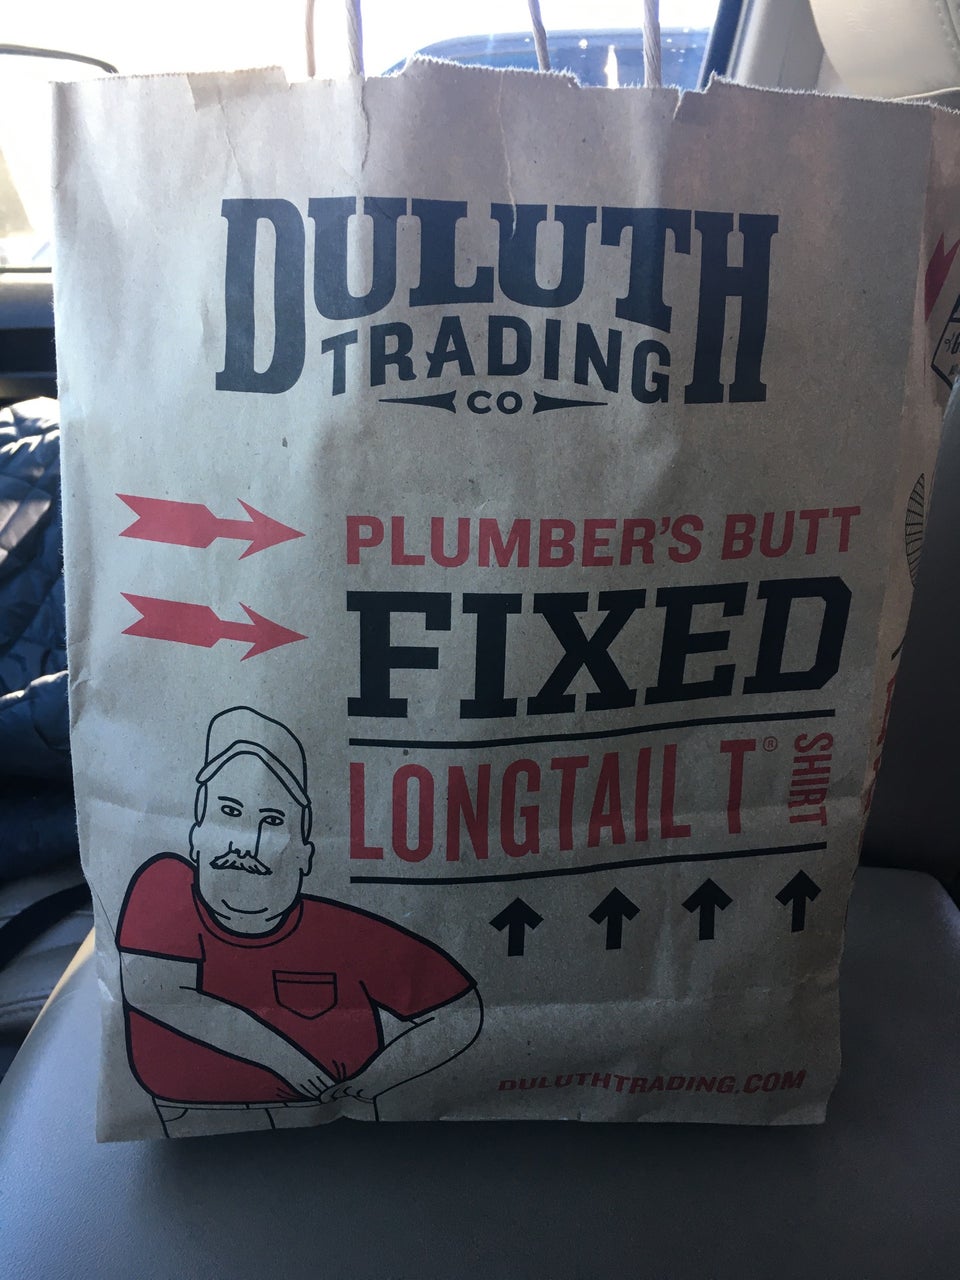 DULUTH
TRADING
CO
PLUMBER'S BUTT
FIXED
LONGTAIL T® SHIRT
DULUTHTRADING.COM